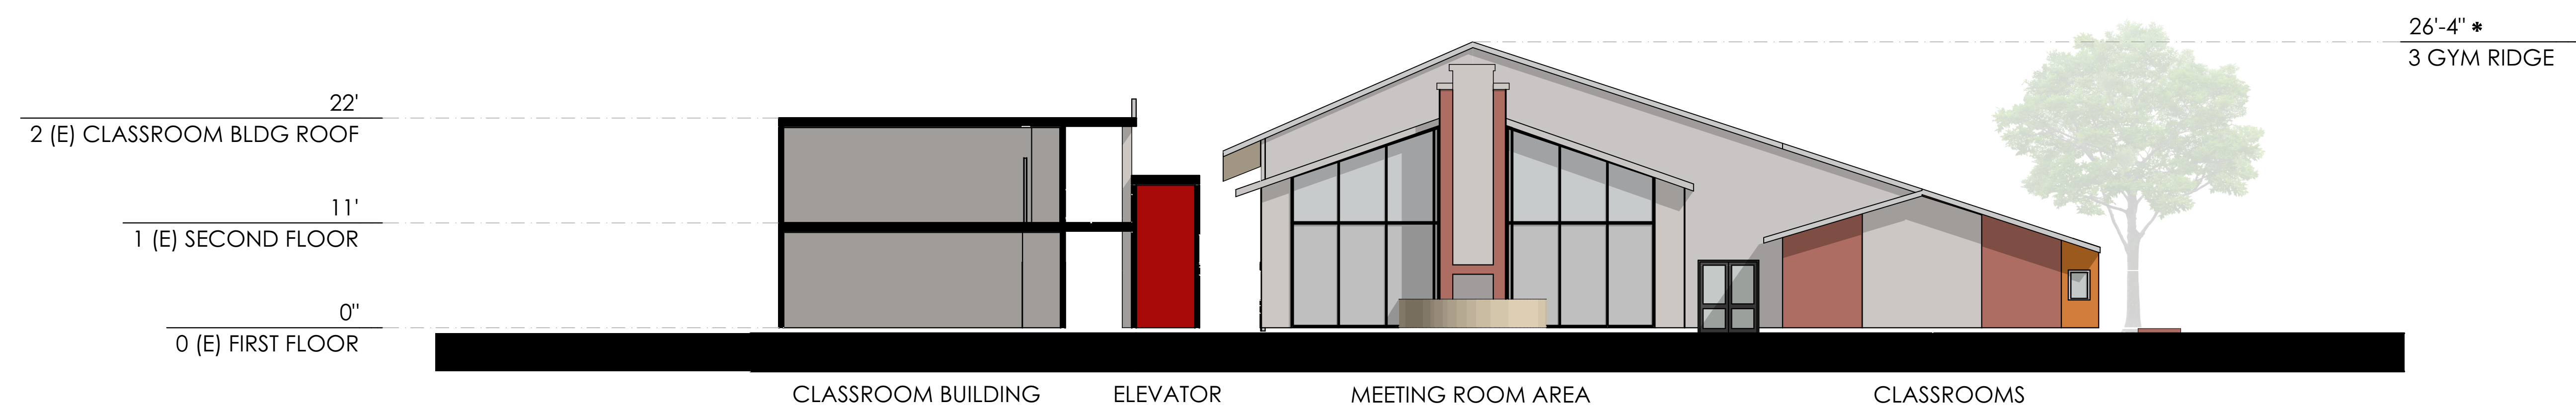 26'-4" *
3 GYM RIDGE
22'
2 (E) CLASSROOM BLDG ROOF
11'
1 (E) SECOND FLOOR
0"
0 (E) FIRST FLOOR
CLASSROOM BUILDING
ELEVATOR
MEETING ROOM AREA
CLASSROOMS